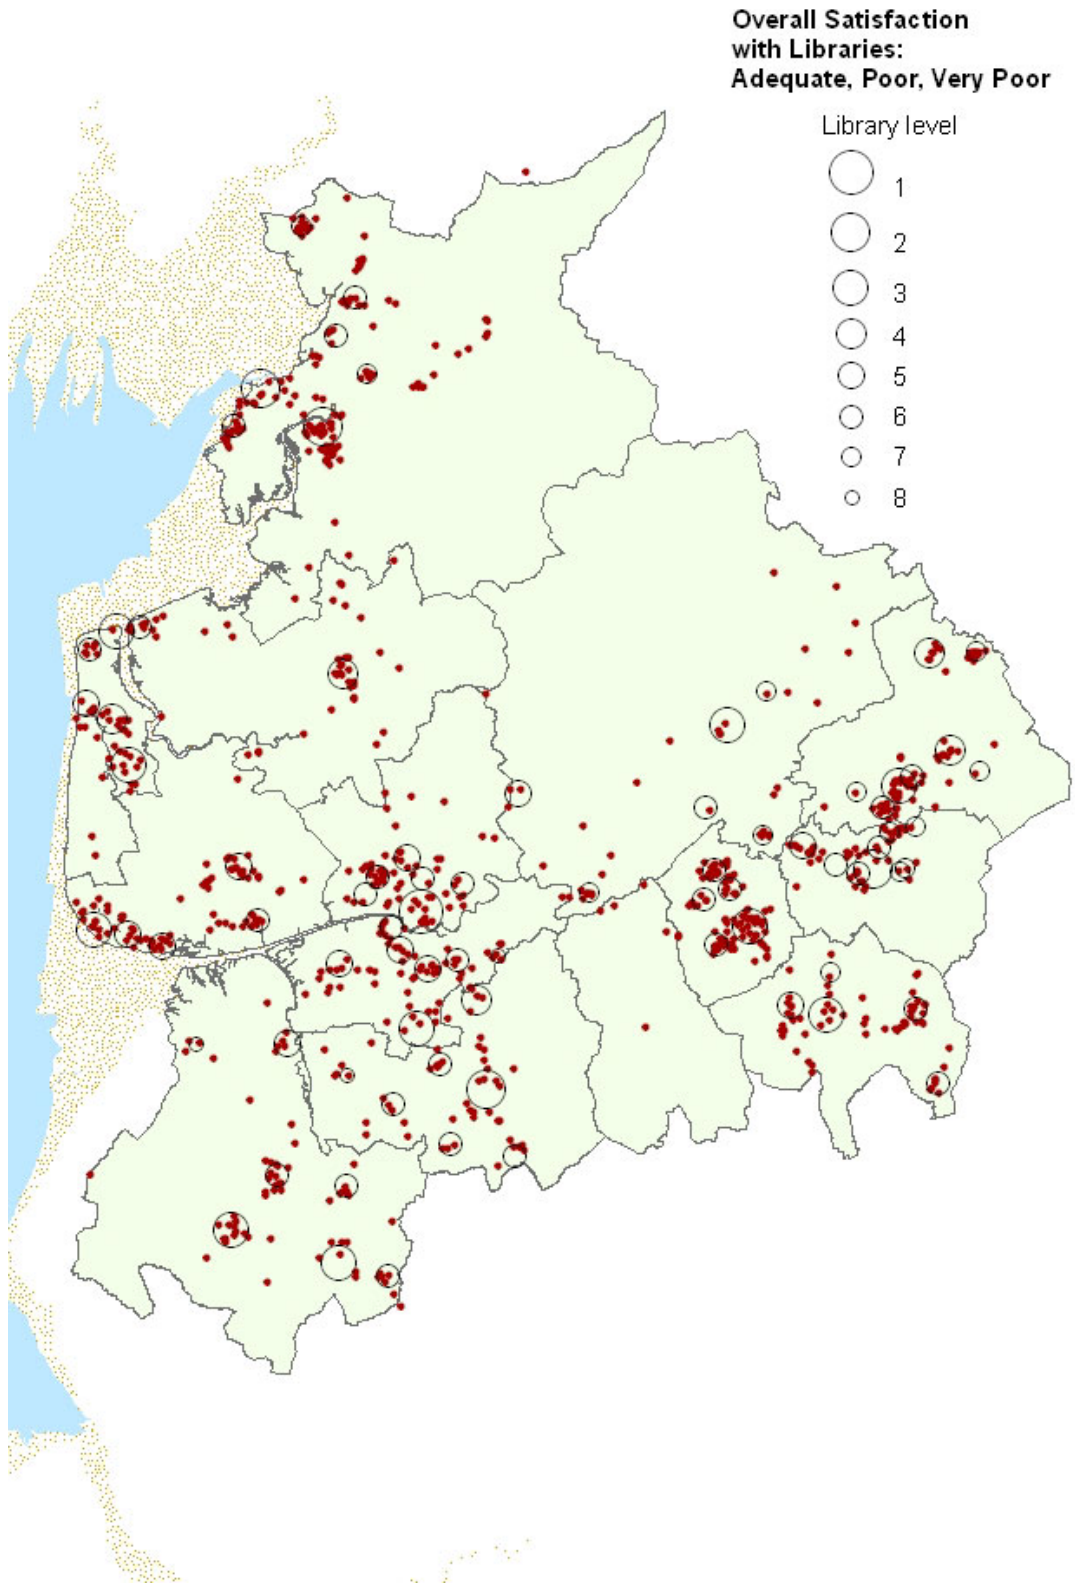 Overall Satisfaction
with Libraries:
Adequate, Poor, Very Poor
Library level
1
2
3
4
5
6
7
8